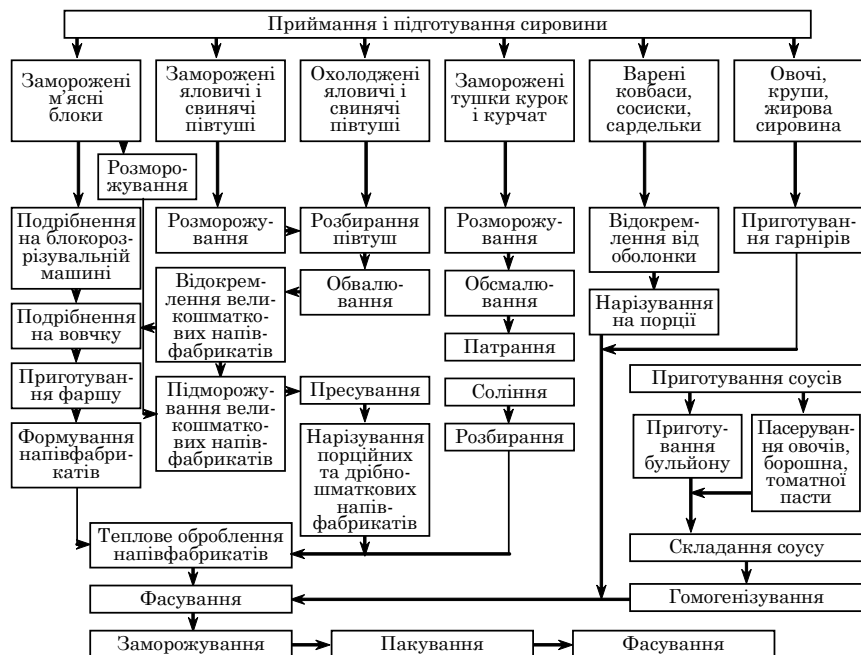 Приймання і підготування сировини
Заморожені
м’ясні
блоки
Заморожені
яловичі і
свинячі
півтуші
Охолоджені
яловичі і
свинячі
півтуші
Заморожені
тушки курок
і курчат
Варені
ковбаси,
сосиски,
сардельки
Овочі,
крупи,
жирова
сировина
Розморо-
жування
Подрібнення
на блокороз-
різувальній
машині
Розморожу-
вання
Розбирання
півтуш
Розморожу-
вання
Відокрем-
лення від
оболонки
Приготуван-
ня гарнірів
Відокрем-
лення вели-
кошматко-
вих напів-
фабрикатів
Обвалю-
вання
Обсмалю-
вання
Нарізування
на порції
Подрібнення
на вовчку
Патрання
Приготуван-
ня фаршу
Підморожу-
вання вели-
кошматко-
вих напів-
фабрикатів
Пресування
Соління
Приготування соусів
Формування
напівфабри-
катів
Нарізування
порційних
та дрібно-
шматкових
напів-
фабрикатів
Розбирання
Приготу-
вання
бульйону
Пасеруван-
ня овочів,
борошна,
томатної
пасти
Теплове оброблення
напівфабрикатів
Складання соусу
Фасування
Гомогенізування
Заморожування
Пакування
Фасування